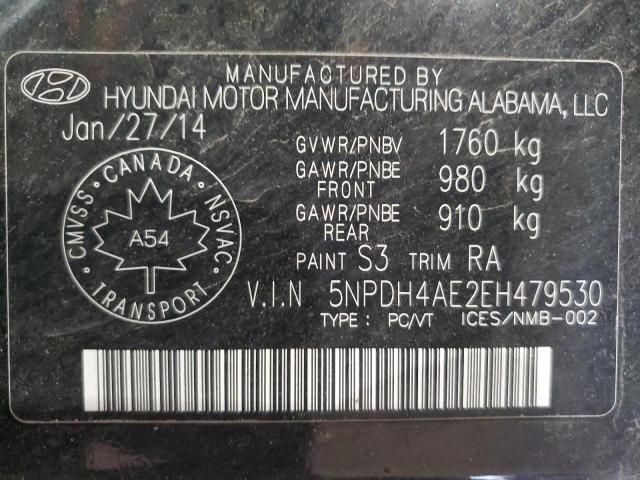 MANUFACTURED BY
HYUNDAI MOTOR MANUFACTURING ALABAMA, LLC
Jan/27/14
GVWR/PNBV 1760 kg
GAWR/PNBE FRONT 980 kg
GAWR/PNBE REAR 910 kg
PAINT S3 TRIM RA
V.I.N 5NPDH4AE2EH479530
TYPE : PC/VT ICES/NMB-002
CMVSS CANADA NSVAC
A54
TRANSPORT